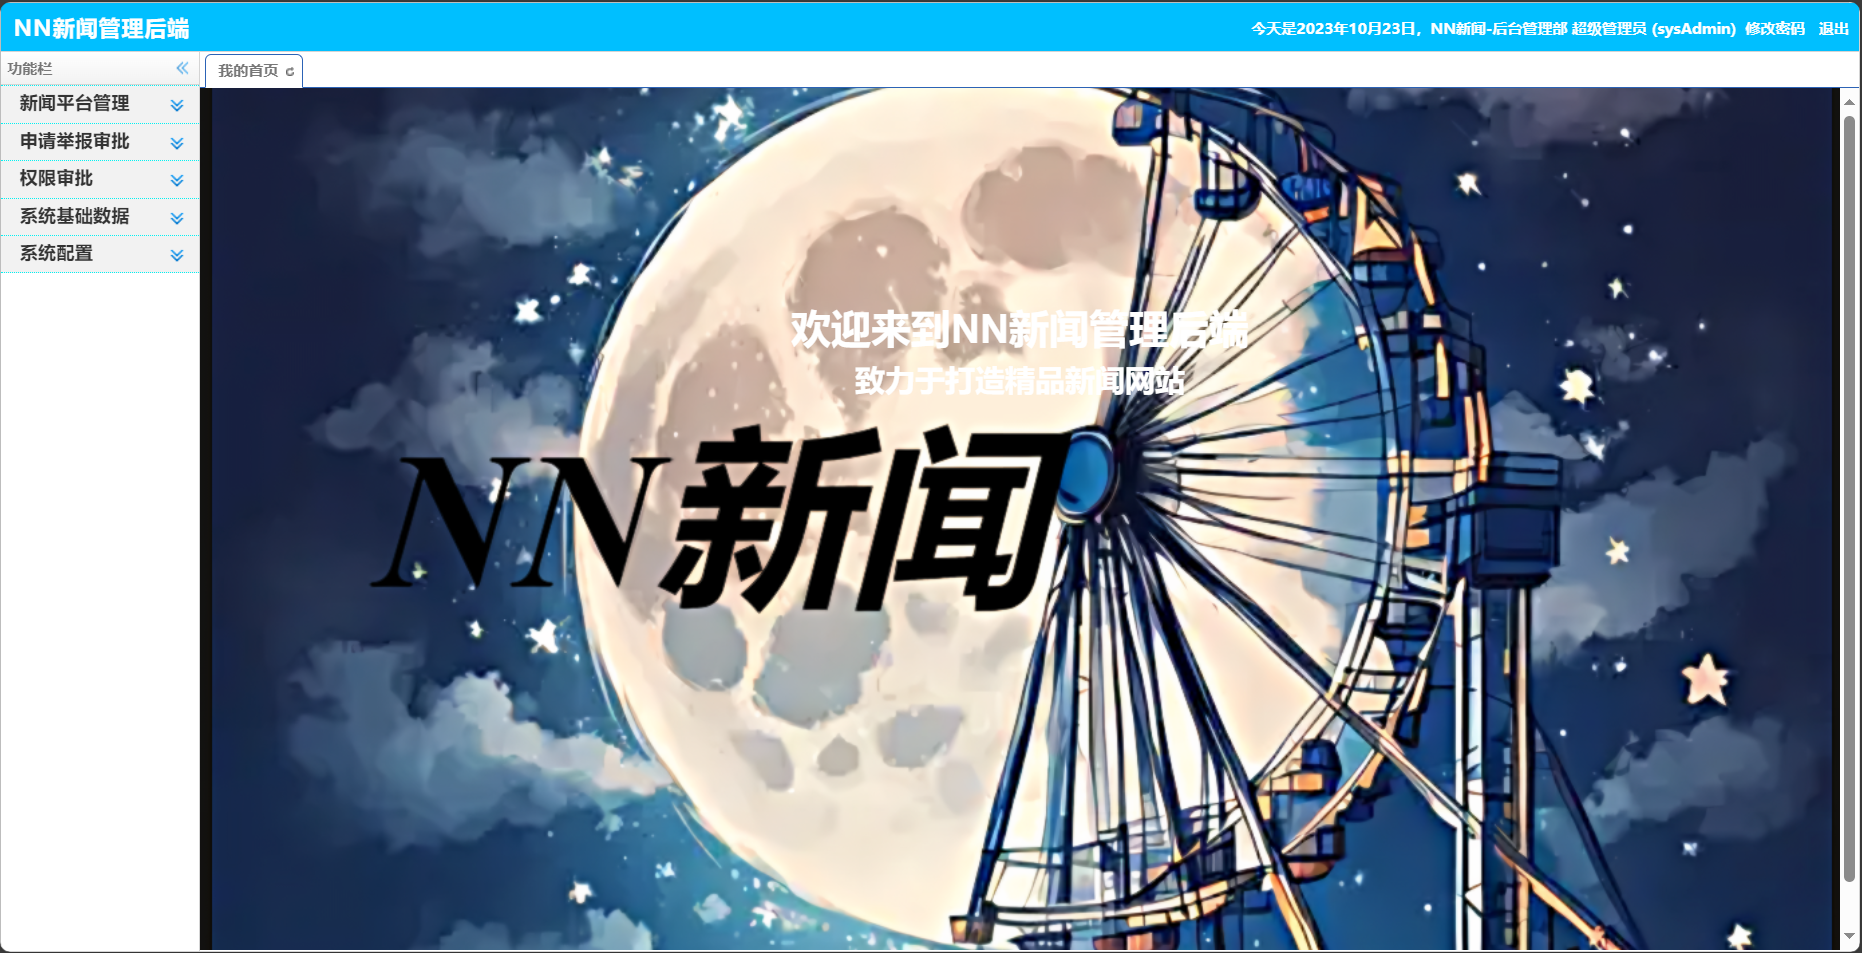 NN新闻管理后端
今天是2023年10月23日，NN新闻-后台管理部 超级管理员 (sysAdmin) 修改密码 退出
功能栏
我的首页
新闻平台管理
申请举报审批
权限审批
系统基础数据
系统配置
欢迎来到NN新闻管理后端
致力于打造精品新闻网站
NN新闻